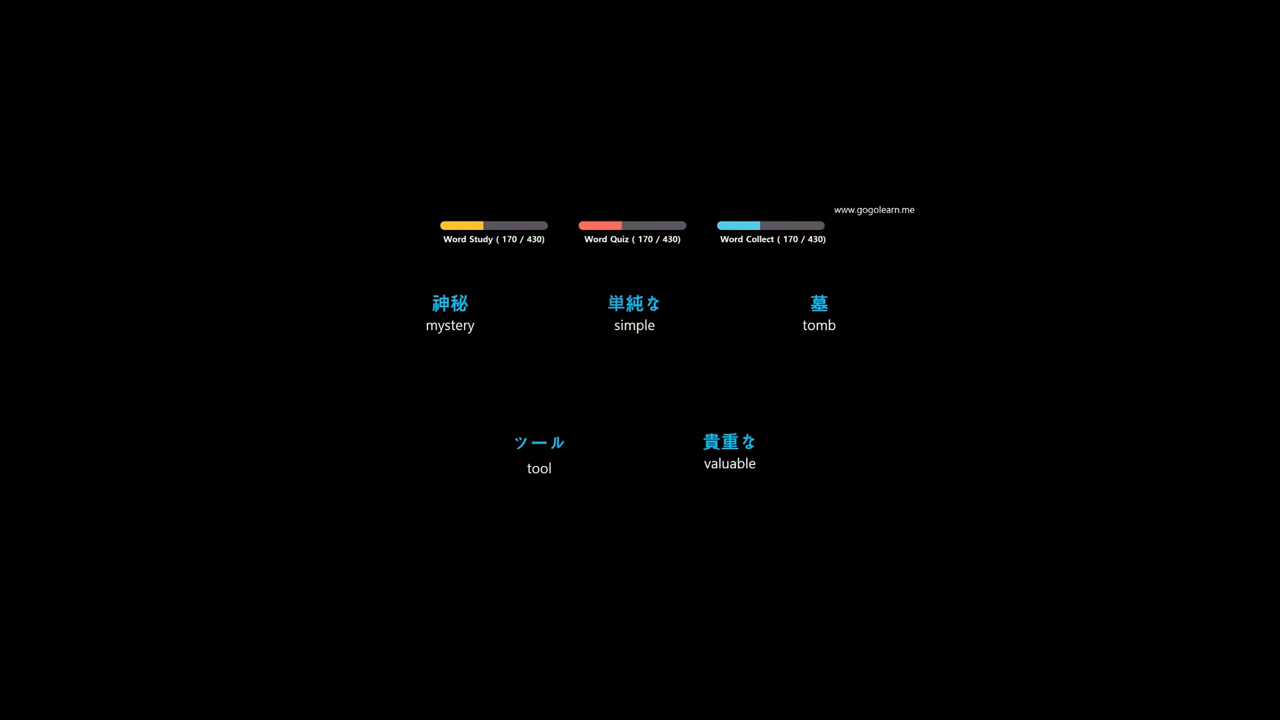 www.gogolearn.me
Word Study ( 170 / 430)
Word Quiz ( 170 / 430)
Word Collect ( 170 / 430)
神秘
mystery
単純な
simple
墓
tomb
ツール
tool
貴重な
valuable